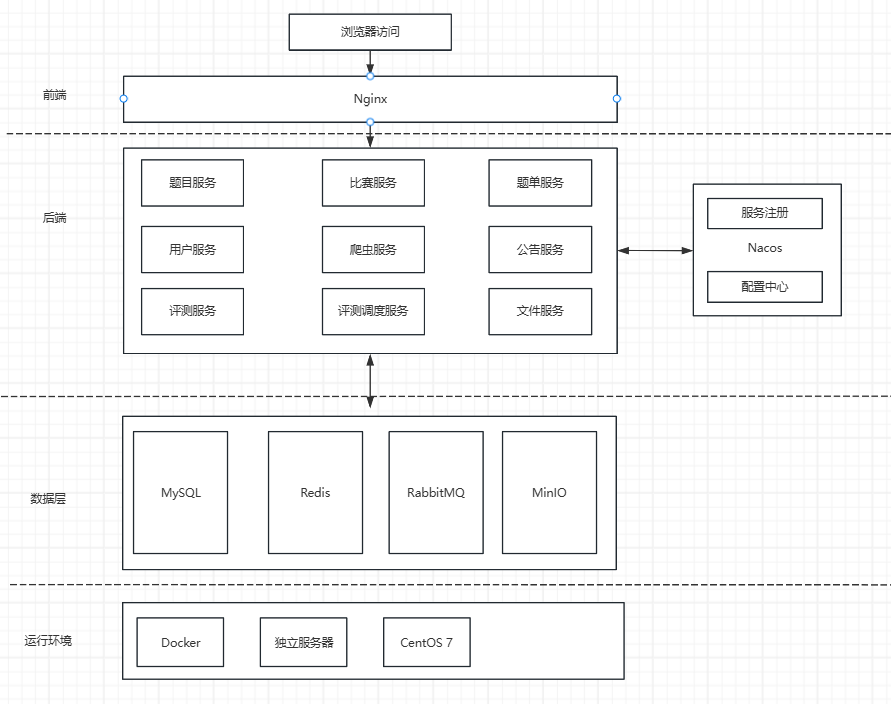 浏览器访问
前端
Nginx
后端
题目服务
比赛服务
题单服务
用户服务
爬虫服务
公告服务
评测服务
评测调度服务
文件服务
服务注册
Nacos
配置中心
数据层
MySQL
Redis
RabbitMQ
MinIO
运行环境
Docker
独立服务器
CentOS 7